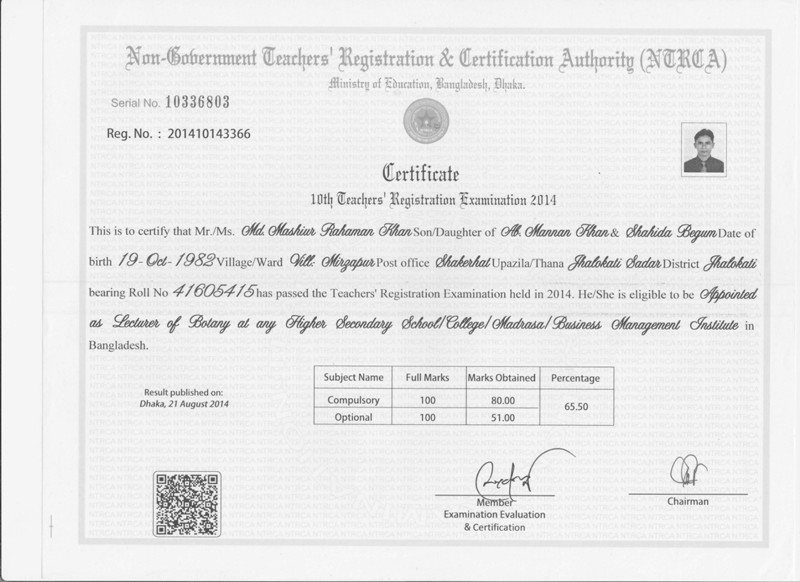 Non-Government Teachers' Registration & Certification Authority (NTRCA)
Ministry of Education, Bangladesh, Dhaka.
Serial No. 10336803
Reg. No. : 201410143366
Certificate
10th Teachers' Registration Examination 2014
This is to certify that Mr./Ms. Md. Mashiur Rahaman Khan Son/Daughter of Ab. Mannan Khan & Shahida Begum Date of
birth 19-Oct-1982 Village/Ward Vill: Mirzapur Post office Shakerhat Upazila/Thana Jhalokati Sadar District Jhalokati
bearing Roll No 41605415 has passed the Teachers' Registration Examination held in 2014. He/She is eligible to be Appointed
as Lecturer of Botany at any Higher Secondary School/College/Madrasa/Business Management Institute in
Bangladesh.
Subject Name Full Marks Marks Obtained Percentage
Compulsory 100 80.00 65.50
Optional 100 51.00
Result published on:
Dhaka, 21 August 2014
Member
Examination Evaluation
& Certification
Chairman